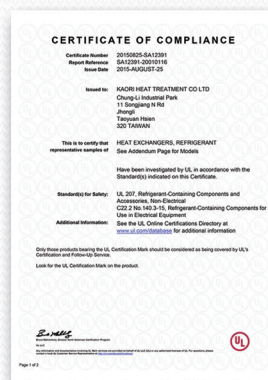 CERTIFICATE OF COMPLIANCE
Certificate Number 20150825-SA12391
Report Reference SA12391-20010116
Issue Date 2015-AUGUST-25
Issued to: KAORI HEAT TREATMENT CO LTD
Chung-Li Industrial Park
11 Songjiang N Rd
Jhongli
Taoyuan Hsien
320 TAIWAN
This is to certify that HEAT EXCHANGERS, REFRIGERANT
representative samples of See Addendum Page for Models
Have been investigated by UL in accordance with the
Standard(s) indicated on this Certificate.
Standard(s) for Safety: UL 207, Refrigerant-Containing Components and
Accessories, Non-Electrical
C22.2 No.140.3-15, Refrigerant-Containing Components for
Use in Electrical Equipment
Additional Information: See the UL Online Certifications Directory at
www.ul.com/database for additional information
Only those products bearing the UL Certification Mark should be considered as being covered by UL's
Certification and Follow-Up Service.
Look for the UL Certification Mark on the product.
UL
Page 1 of 2